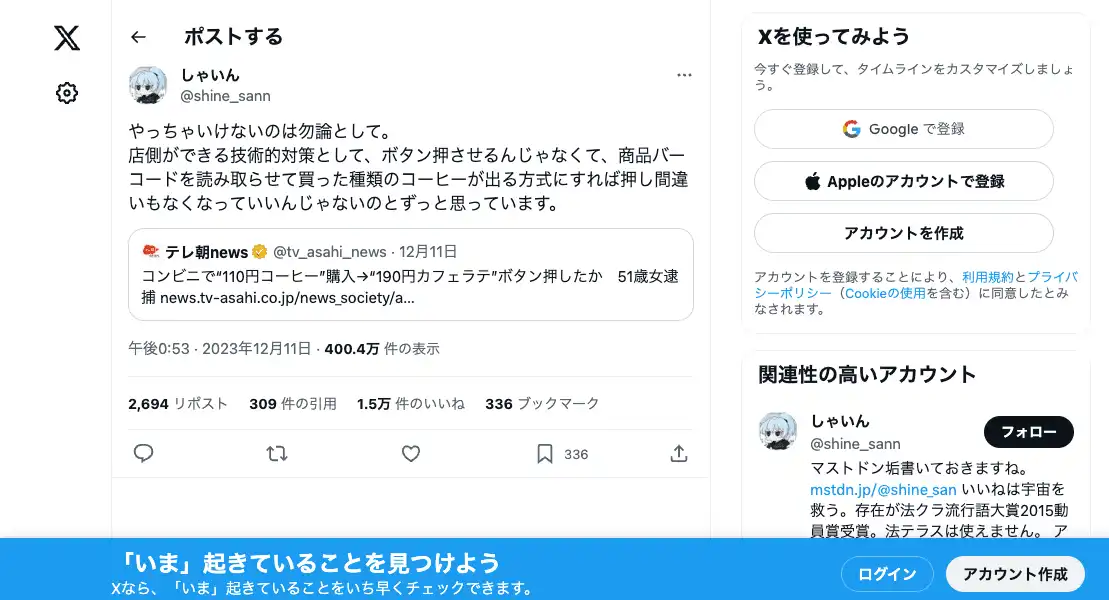 ポストする
しゃいん
@shine_sann
やっちゃいけないのは勿論として。
店側ができる技術的対策として、ボタン押させるんじゃなくて、商品バー
コードを読み取らせて買った種類のコーヒーが出る方式にすれば押し間違
いもなくなっていいんじゃないのとずっと思っています。
テレ朝news @tv_asahi_news · 12月11日
コンビニで“110円コーヒー”購入→“190円カフェラテ”ボタン押したか　51歳女逮
捕 news.tv-asahi.co.jp/news_society/a...
午後0:53 · 2023年12月11日 · 400.4万 件の表示
2,694 リポスト 309 件の引用 1.5万 件のいいね 336 ブックマーク
336
Xを使ってみよう
今すぐ登録して、タイムラインをカスタマイズしましょ
う。
Google で登録
Appleのアカウントで登録
アカウントを作成
アカウントを登録することにより、利用規約とプライバ
シーポリシー（Cookieの使用を含む）に同意したとみ
なされます。
関連性の高いアカウント
しゃいん
@shine_sann
フォロー
マストドン垢書いておきますね。
mstdn.jp/@shine_san いいねは宇宙を
救う。存在が法クラ流行語大賞2015動
員賞受賞。法テラスは使えません。 ア
「いま」起きていることを見つけよう
Xなら、「いま」起きていることをいち早くチェックできます。
ログイン
アカウント作成